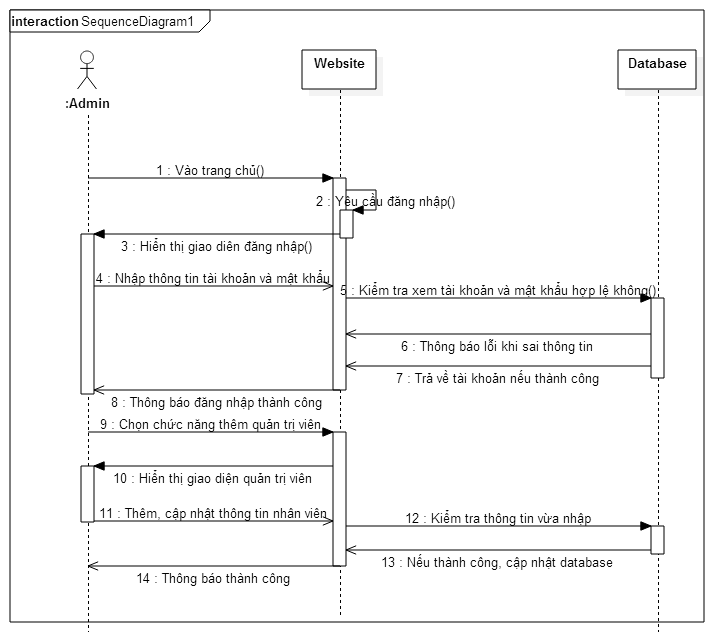 interaction SequenceDiagram1
Website
Database
:Admin
1 : Vào trang chủ()
2 : Yêu cầu đăng nhập()
3 : Hiển thị giao diên đăng nhập()
4 : Nhập thông tin tài khoản và mật khẩu
5 : Kiểm tra xem tài khoản và mật khẩu hợp lệ không()
6 : Thông báo lỗi khi sai thông tin
7 : Trả về tài khoản nếu thành công
8 : Thông báo đăng nhập thành công
9 : Chọn chức năng thêm quản trị viên
10 : Hiển thị giao diện quản trị viên
11 : Thêm, cập nhật thông tin nhân viên
12 : Kiểm tra thông tin vừa nhập
13 : Nếu thành công, cập nhật database
14 : Thông báo thành công